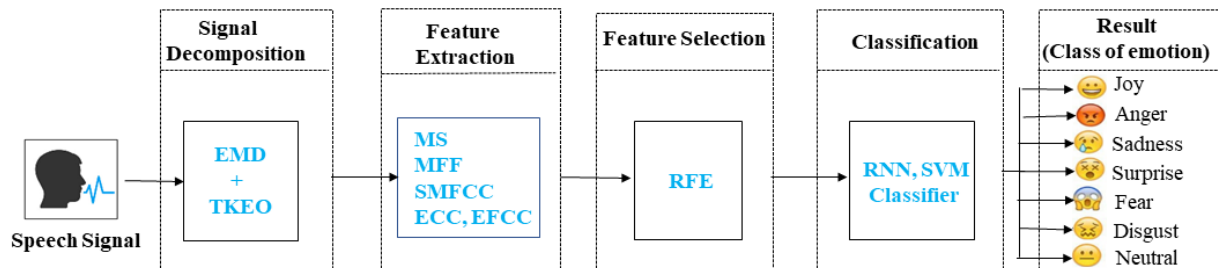 Speech Signal
Signal
Decomposition
EMD
+
TKEO
Feature
Extraction
MS
MFF
SMFCC
ECC, EFCC
Feature Selection
RFE
Classification
RNN, SVM
Classifier
Result
(Class of emotion)
Joy
Anger
Sadness
Surprise
Fear
Disgust
Neutral